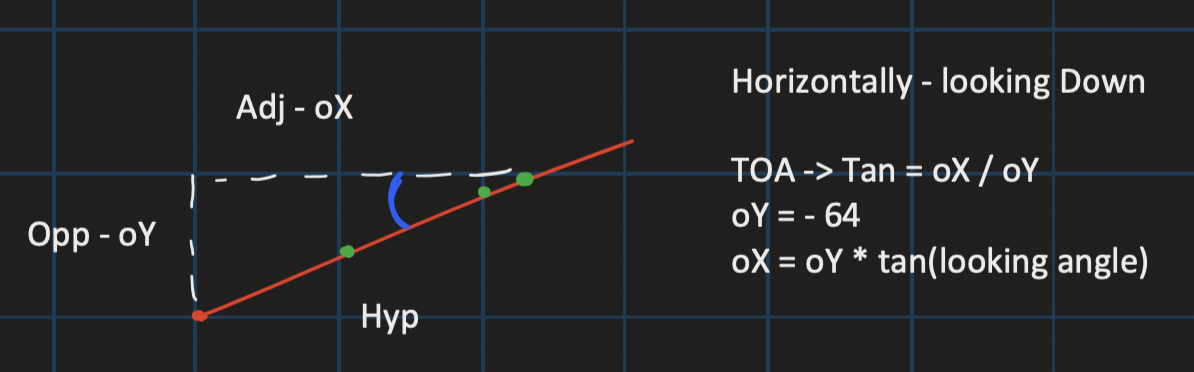 Adj - oX
Opp - oY
Hyp
Horizontally - looking Down
TOA -> Tan = oX / oY
oY = - 64
oX = oY * tan(looking angle)